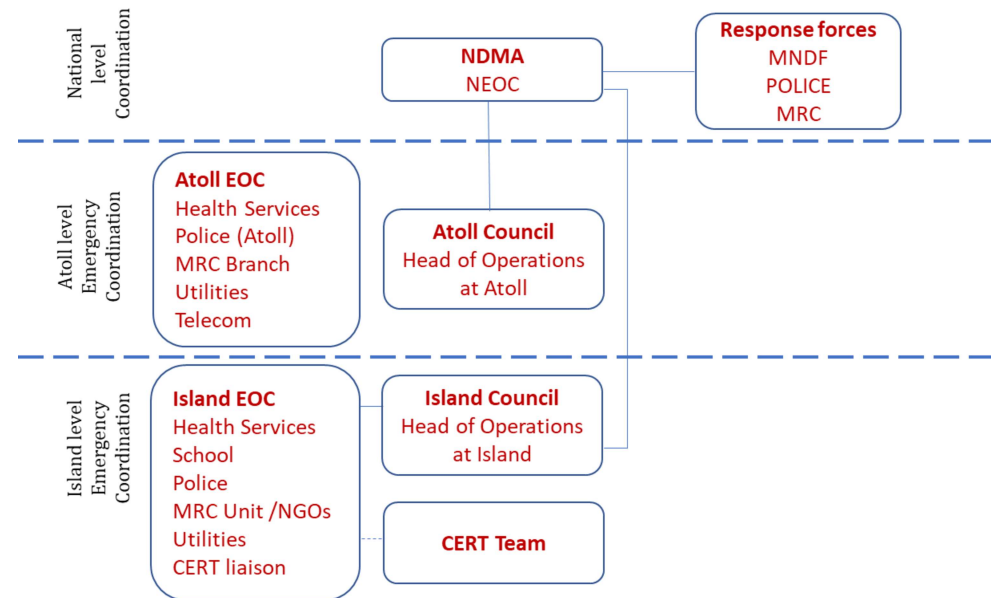 National
level
Coordination
NDMA
NEOC
Response forces
MNDF
POLICE
MRC
Atoll level
Emergency
Coordination
Atoll EOC
Health Services
Police (Atoll)
MRC Branch
Utilities
Telecom
Atoll Council
Head of Operations
at Atoll
Island level
Emergency
Coordination
Island EOC
Health Services
School
Police
MRC Unit /NGOs
Utilities
CERT liaison
Island Council
Head of Operations
at Island
CERT Team